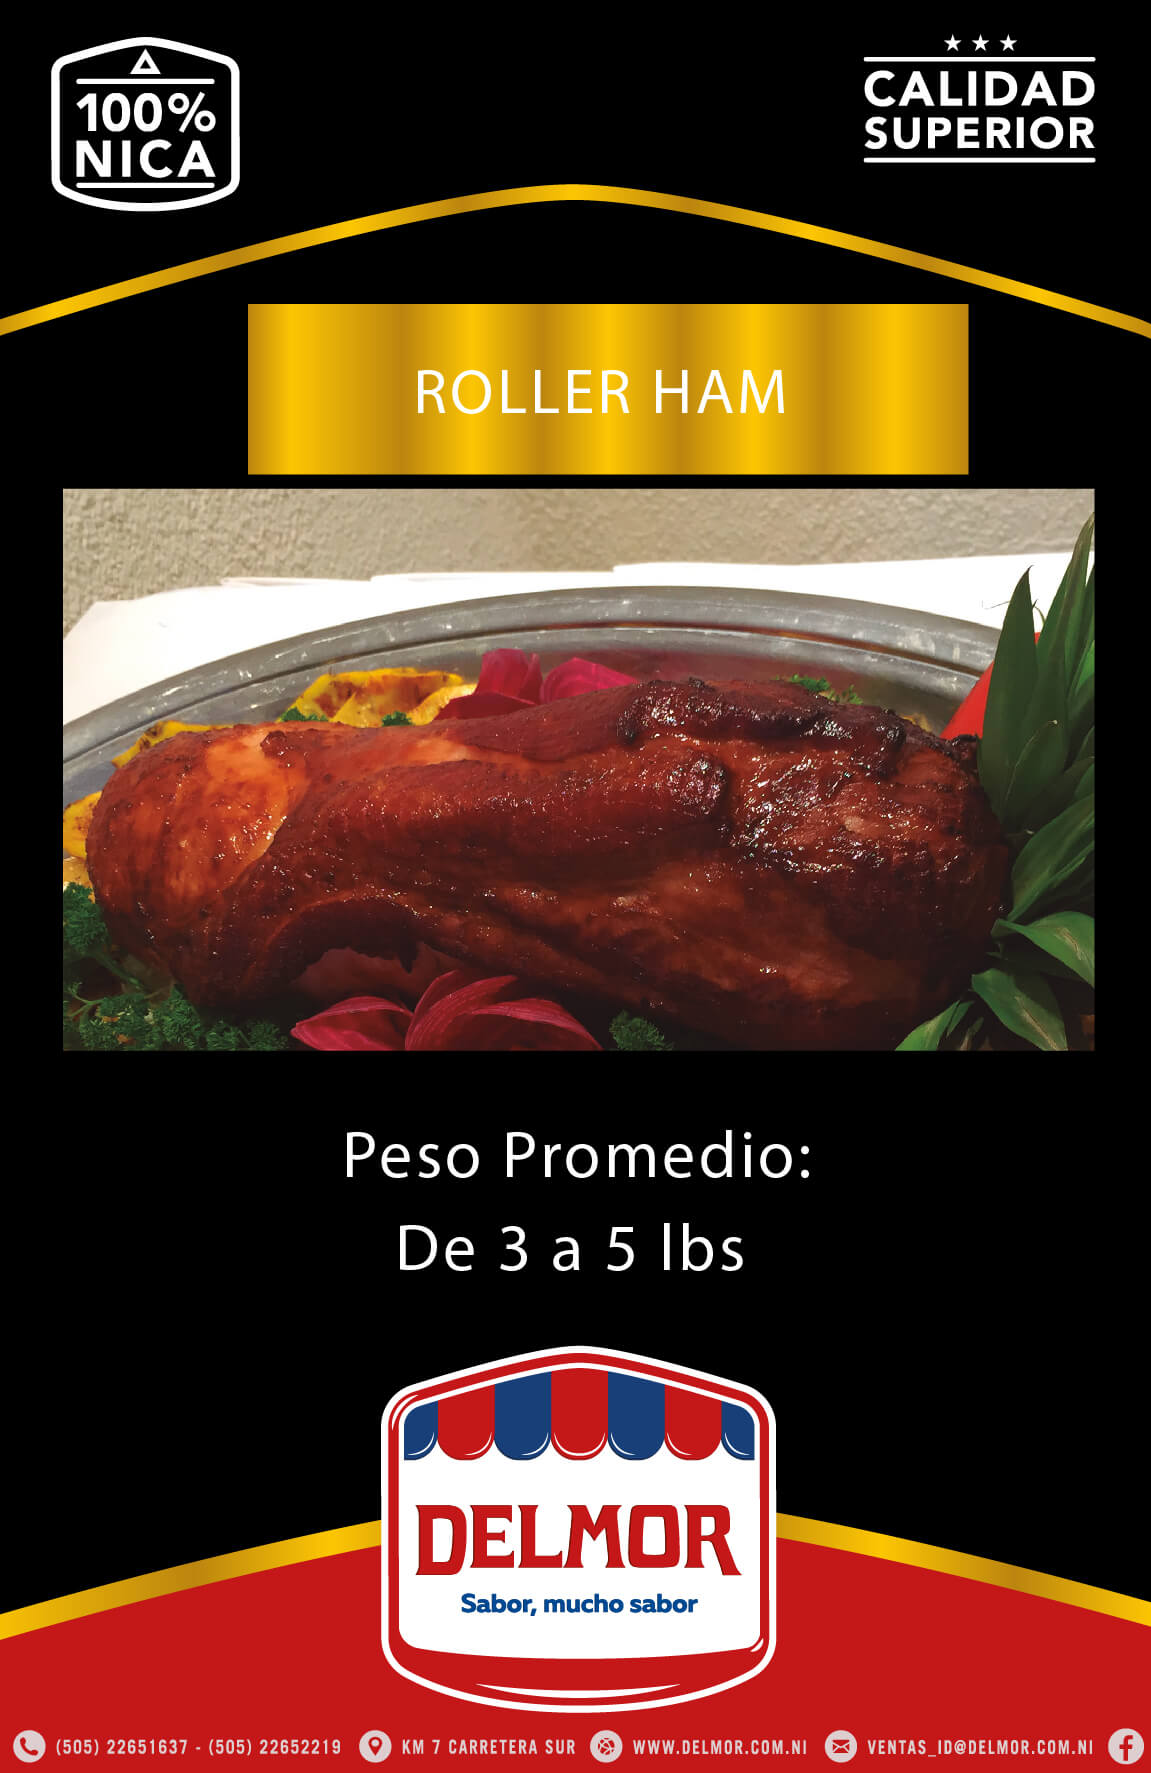 100%
NICA
CALIDAD
SUPERIOR
ROLLER HAM
Peso Promedio:
De 3 a 5 lbs
DELMOR
Sabor, mucho sabor
(505) 22651637 - (505) 22652219 KM 7 CARRETERA SUR WWW.DELMOR.COM.NI VENTAS_ID@DELMOR.COM.NI